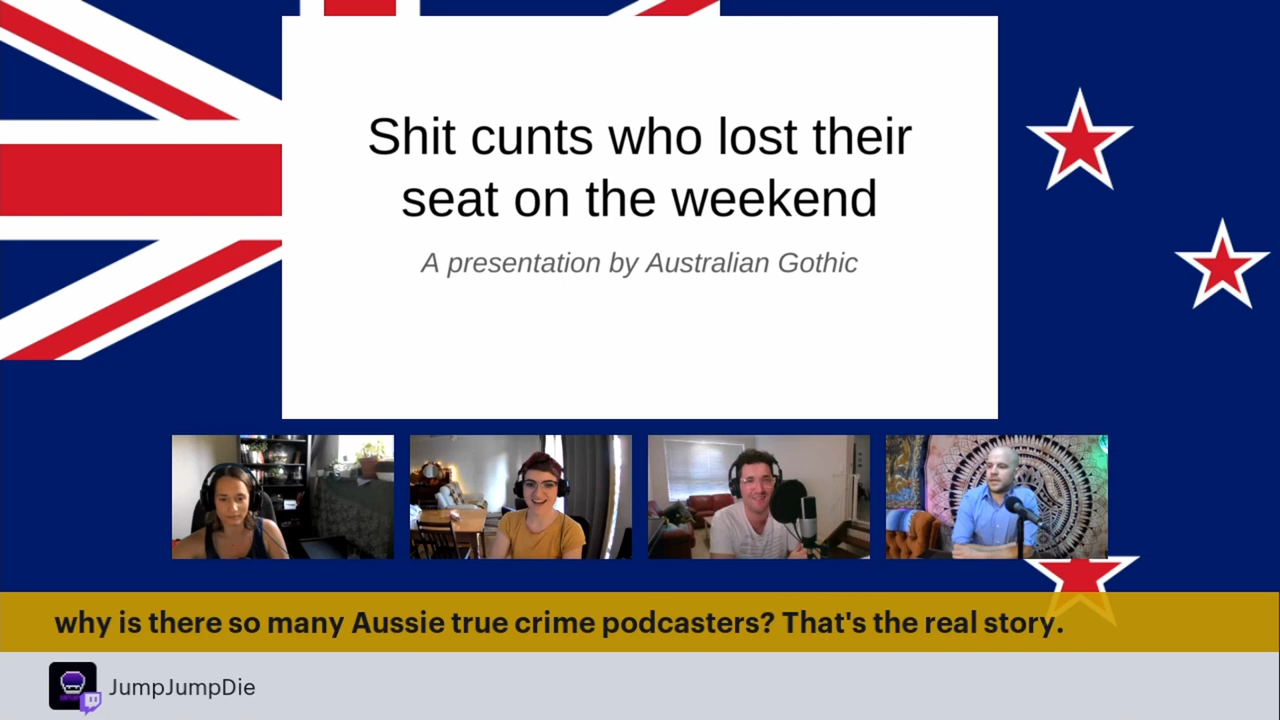 Shit cunts who lost their
seat on the weekend
A presentation by Australian Gothic
why is there so many Aussie true crime podcasters? That's the real story.
JumpJumpDie